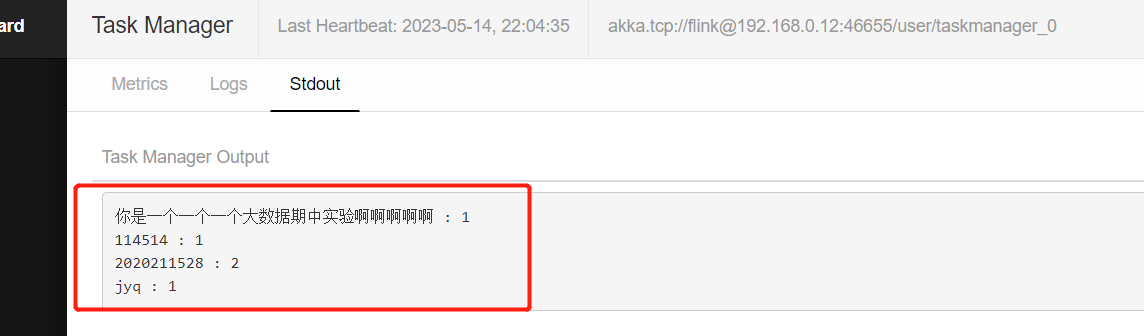 ard
Task Manager
Last Heartbeat: 2023-05-14, 22:04:35
akka.tcp://flink@192.168.0.12:46655/user/taskmanager_0
Metrics
Logs
Stdout
Task Manager Output
你是一个一个一个大数据期中实验啊啊啊啊啊 : 1
114514 : 1
2020211528 : 2
jyq : 1